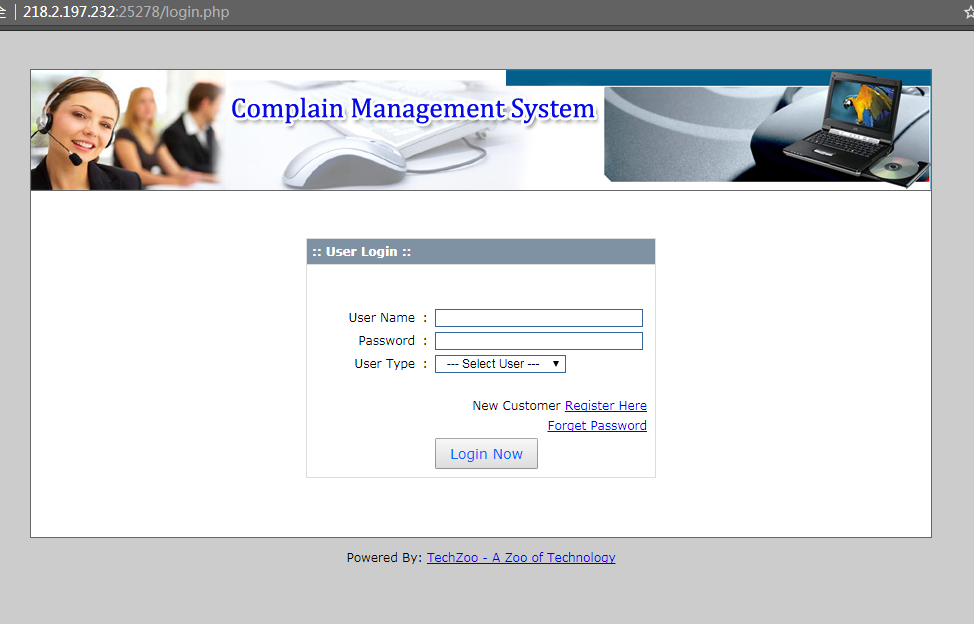 全 218.2.197.232:25278/login.php
Complain Management System
:: User Login ::
User Name :
Password :
User Type : --- Select User ---
New Customer Register Here
Forget Password
Login Now
Powered By: TechZoo - A Zoo of Technology